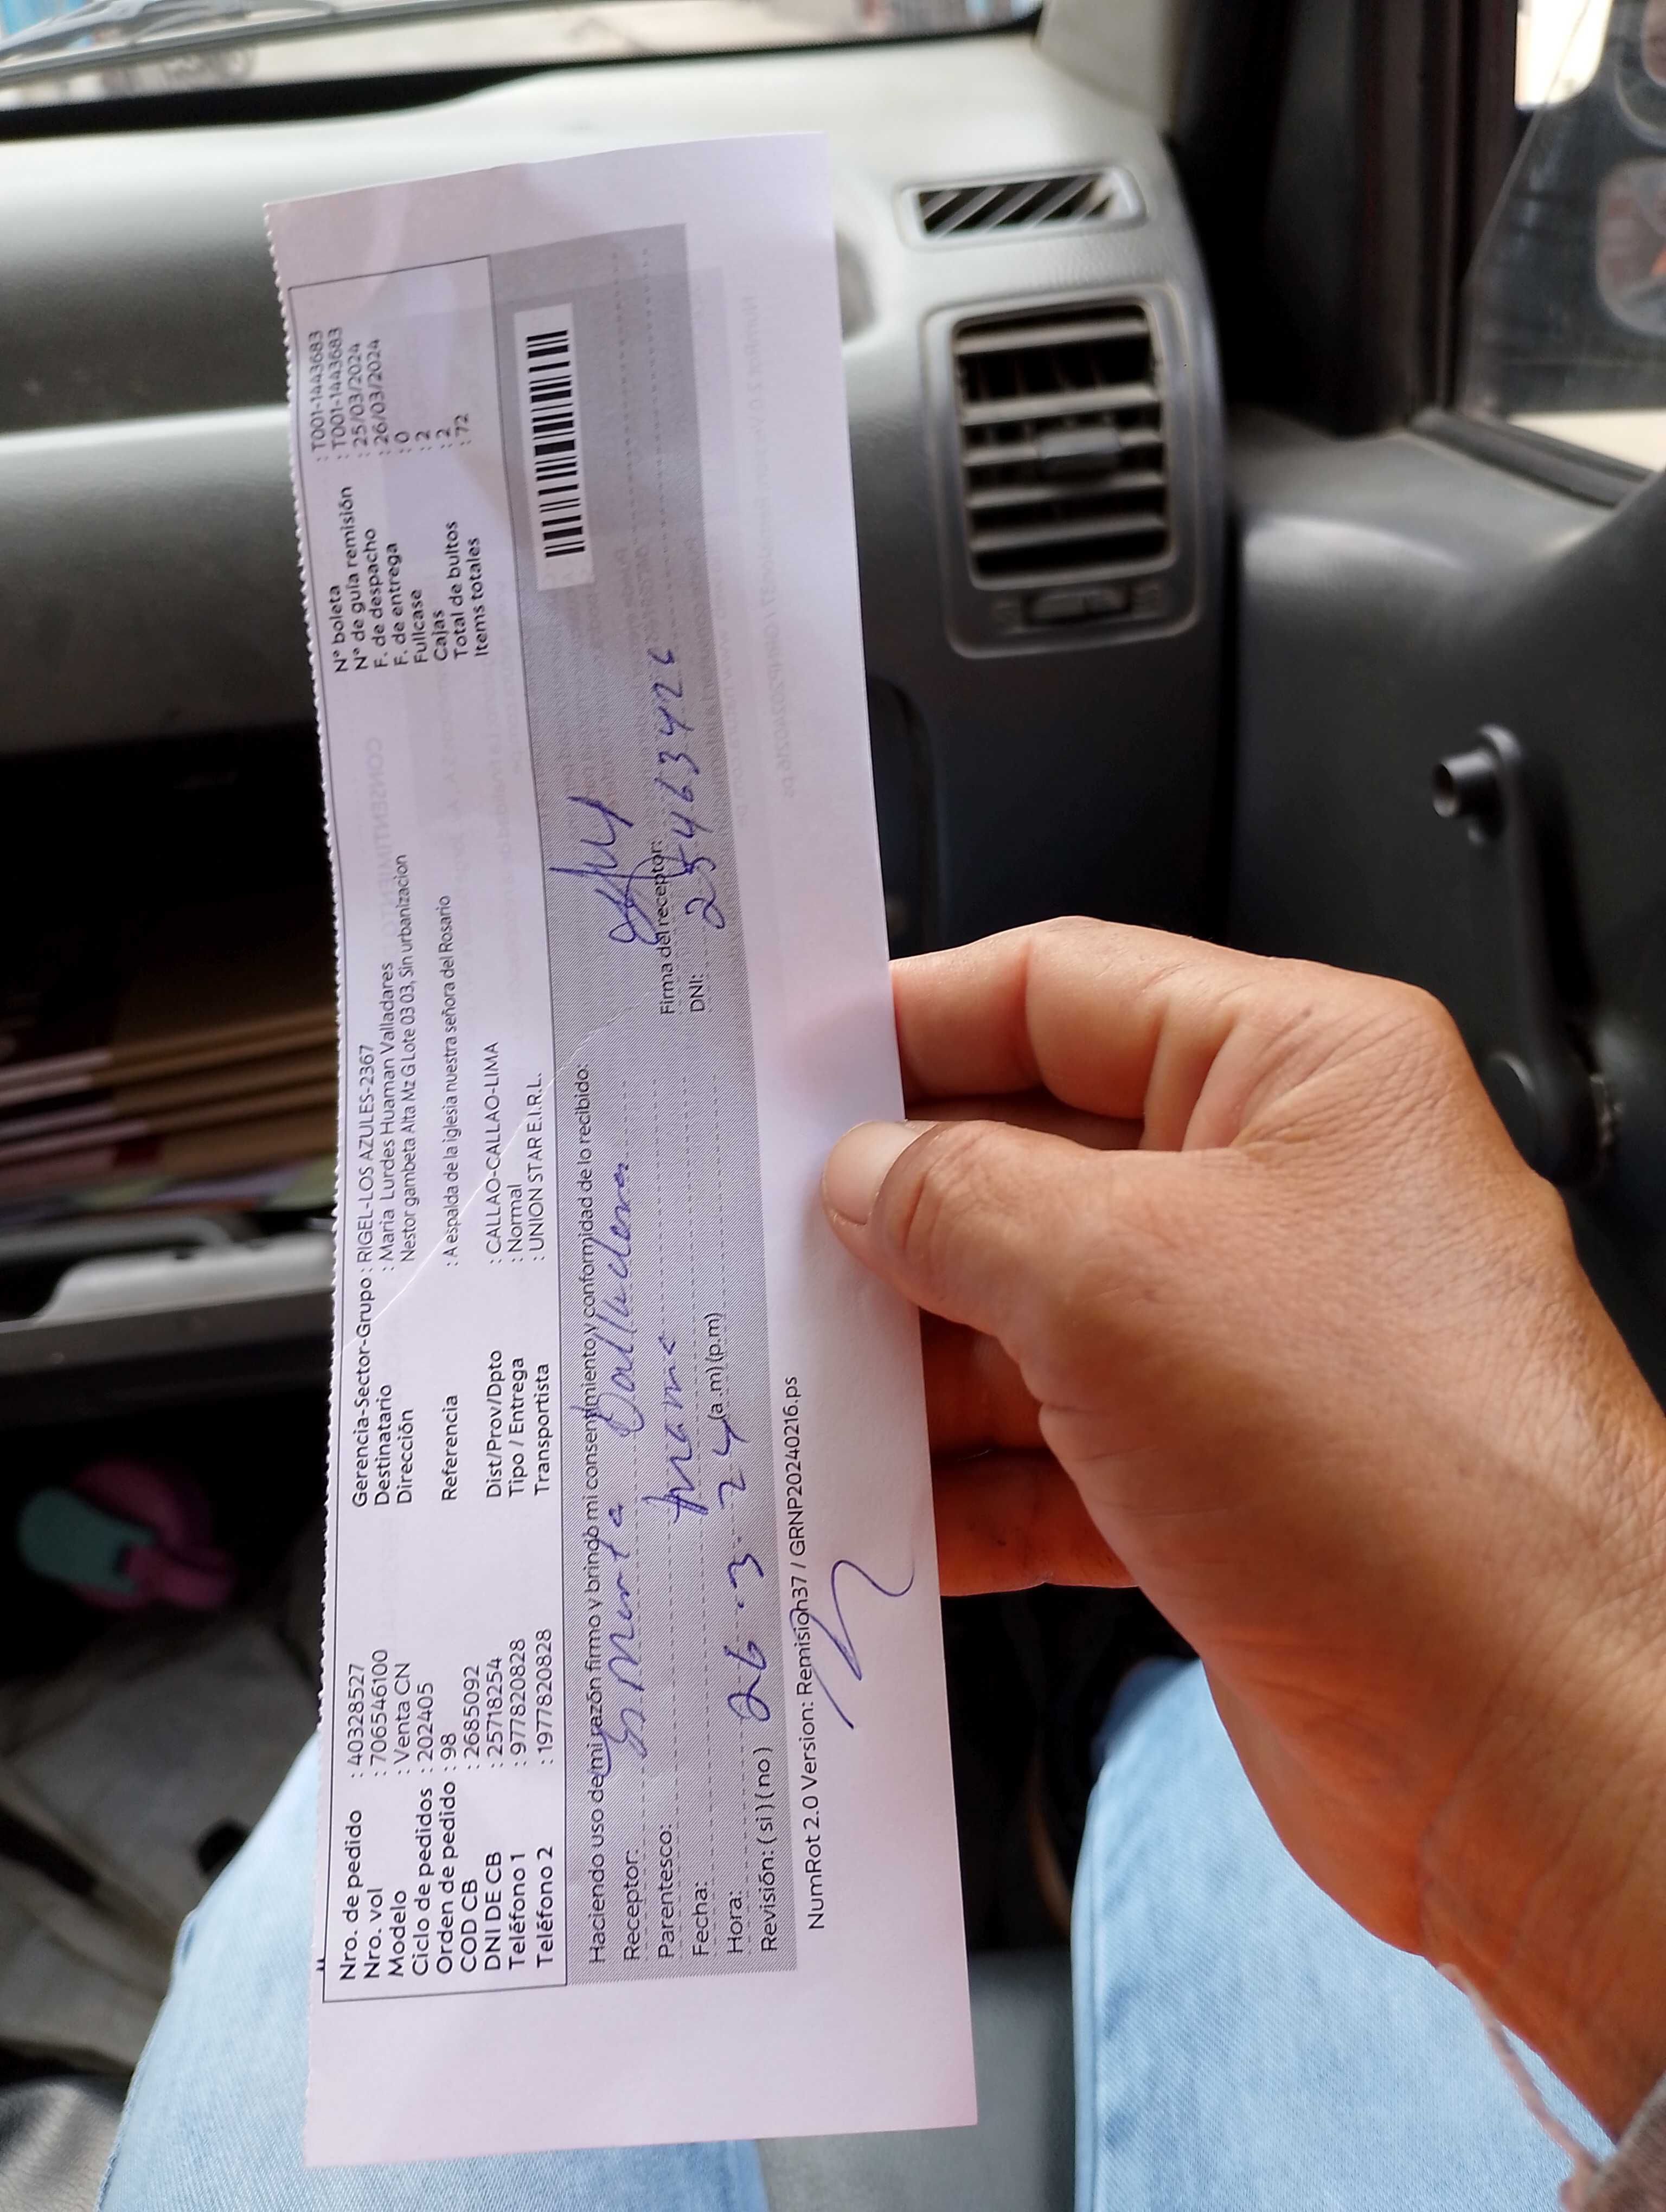 Nro. de pedido : 40328527
Nro. vol : 706546100
Modelo : Venta CN
Ciclo de pedidos : 202405
Orden de pedido : 98
COD CB : 2685092
DNI DE CB : 25718254
Teléfono 1 : 977820828
Teléfono 2 : 1977820828
Gerencia-Sector-Grupo : RIGEL-LOS AZULES-2367
Destinatario : Maria Lurdes Huaman Valladares
Dirección Nestor gambeta Alta Mz G Lote 03 03, Sin urbanizacion
Referencia : A espalda de la iglesia nuestra señora del Rosario
Dist/Prov/Dpto : CALLAO-CALLAO-LIMA
Tipo / Entrega : Normal
Transportista : UNION STAR E.I.R.L.
N° boleta : T001-1443683
N° de guía remisión : T001-1443683
F. de despacho : 25/03/2024
F. de entrega : 26/03/2024
Fullcase : 0
Cajas : 2
Total de bultos : 2
Items totales : 72
Haciendo uso de mi razón firmo y brindo mi consentimiento y conformidad de lo recibido:
Receptor:
Parentesco: mama
Fecha: 26 . 3 . 24
Hora: (a.m) (p.m)
Revisión: ( si ) ( no )
Firma del receptor:
DNI: 25463426
NumRot 2.0 Version: Remision37 / GRNP20240216.ps